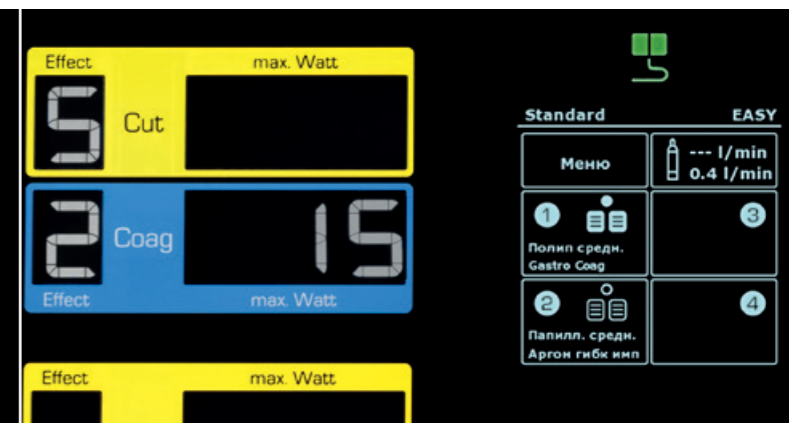 Effect max. Watt
5 Cut
2 Coag 15
Effect max. Watt
Effect max. Watt
Standard EASY
Меню --- l/min
0.4 l/min
1 3
Полип средн.
Gastro Coag
2 4
Папилл. средн.
Аргон гибк имп